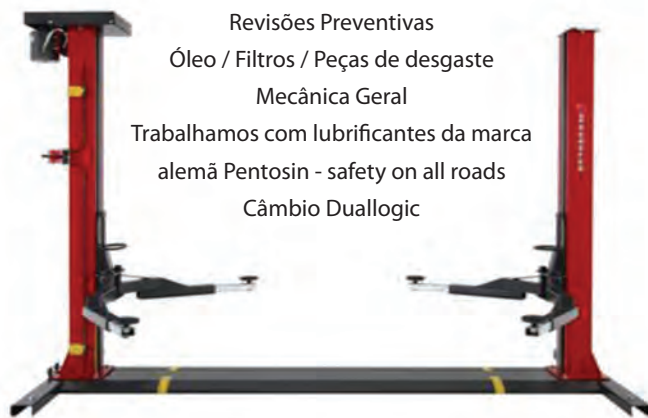 Revisões Preventivas
Óleo / Filtros / Peças de desgaste
Mecânica Geral
Trabalhamos com lubrificantes da marca
alemã Pentosin - safety on all roads
Câmbio Duallogic